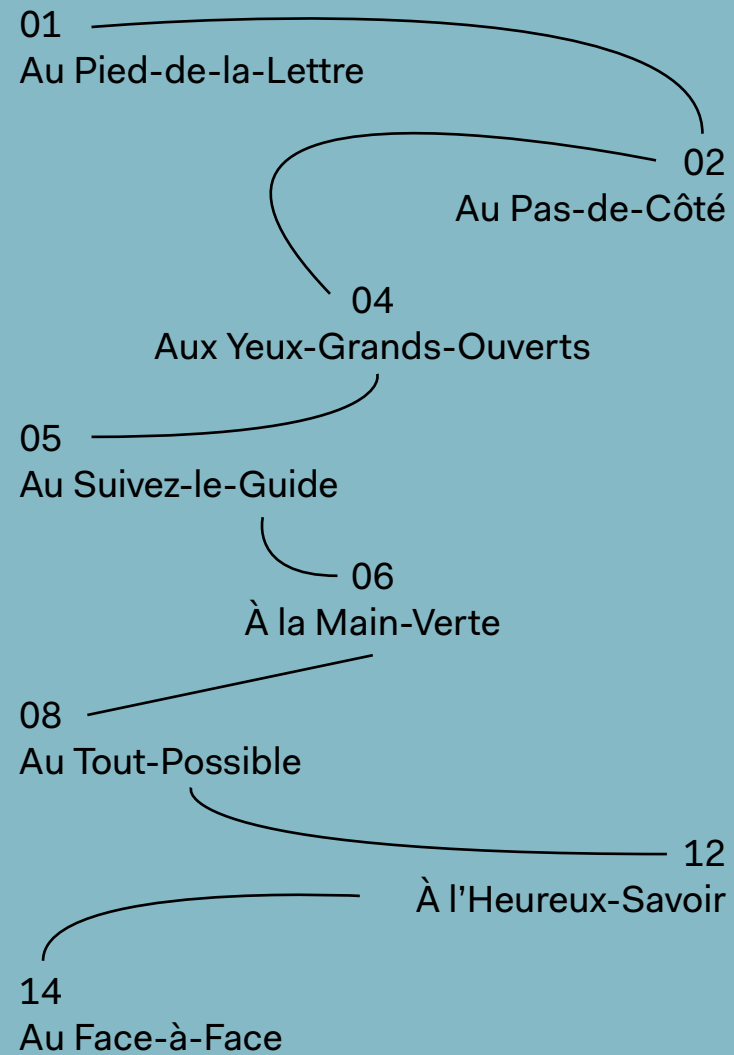 01
Au Pied-de-la-Lettre
02
Au Pas-de-Côté
04
Aux Yeux-Grands-Ouverts
05
Au Suivez-le-Guide
06
À la Main-Verte
08
Au Tout-Possible
12
À l’Heureux-Savoir
14
Au Face-à-Face